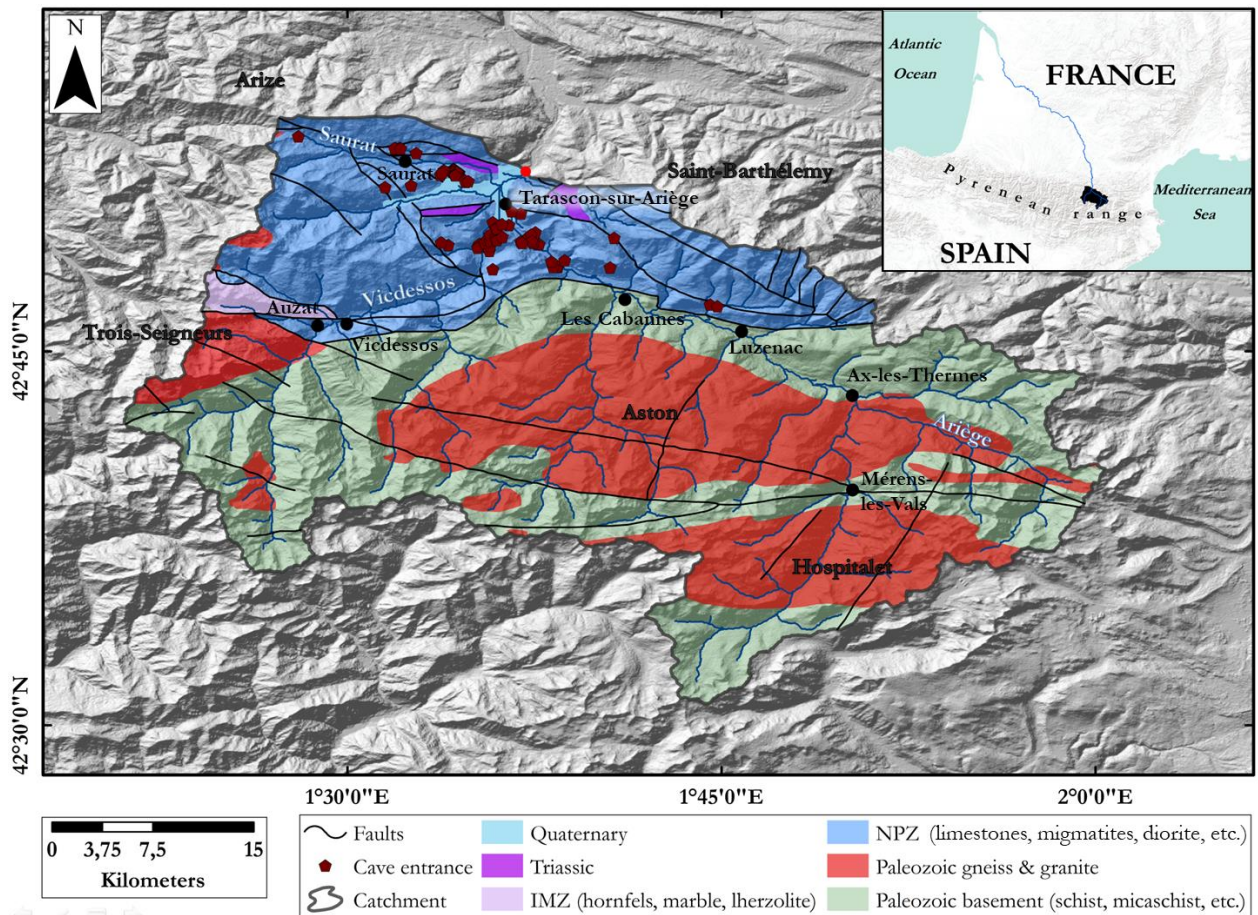 N
Arize
Atlantic
Ocean
FRANCE
Pyrenean range
Mediterranean
Sea
SPAIN
Saurat
Saurat
Saint-Barthélemy
Tarascon-sur-Ariège
Vicdessos
Auzat
Trois-Seigneurs
Vicdessos
Les Cabannes
Luzenac
Ax-les-Thermes
Aston
Ariège
Mérens-
les-Vals
Hospitalet
42°45'0"N
42°30'0"N
1°30'0"E
1°45'0"E
2°0'0"E
0 3,75 7,5 15
Kilometers
Faults
Cave entrance
Catchment
Quaternary
Triassic
IMZ (hornfels, marble, lherzolite)
NPZ (limestones, migmatites, diorite, etc.)
Paleozoic gneiss & granite
Paleozoic basement (schist, micaschist, etc.)